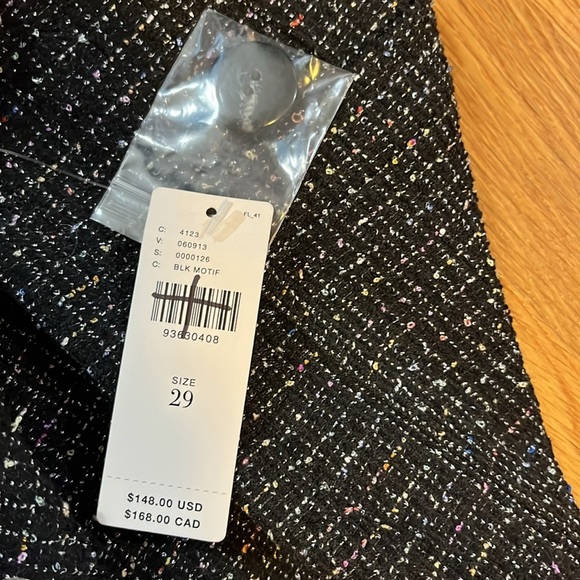 FL_41
C: 4123
V: 060913
S: 0000126
C: BLK MOTIF
93630408
SIZE
29
$148.00 USD
$168.00 CAD